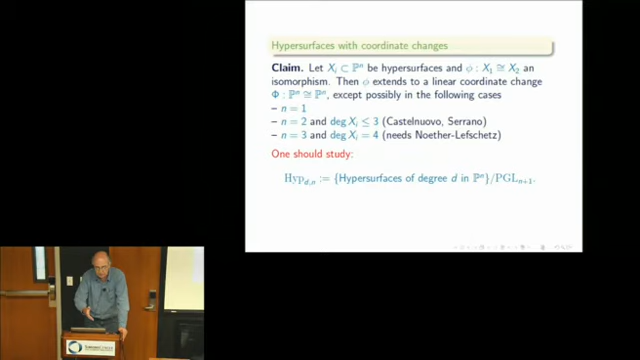 Hypersurfaces with coordinate changes
Claim. Let X_i ⊂ ℙ^n be hypersurfaces and ϕ : X_1 ≅ X_2 an
isomorphism. Then ϕ extends to a linear coordinate change
Φ : ℙ^n ≅ ℙ^n, except possibly in the following cases
– n = 1
– n = 2 and deg X_i ≤ 3 (Castelnuovo, Serrano)
– n = 3 and deg X_i = 4 (needs Noether-Lefschetz)
One should study:
Hyp_{d,n} := {Hypersurfaces of degree d in ℙ^n}/PGL_{n+1}.